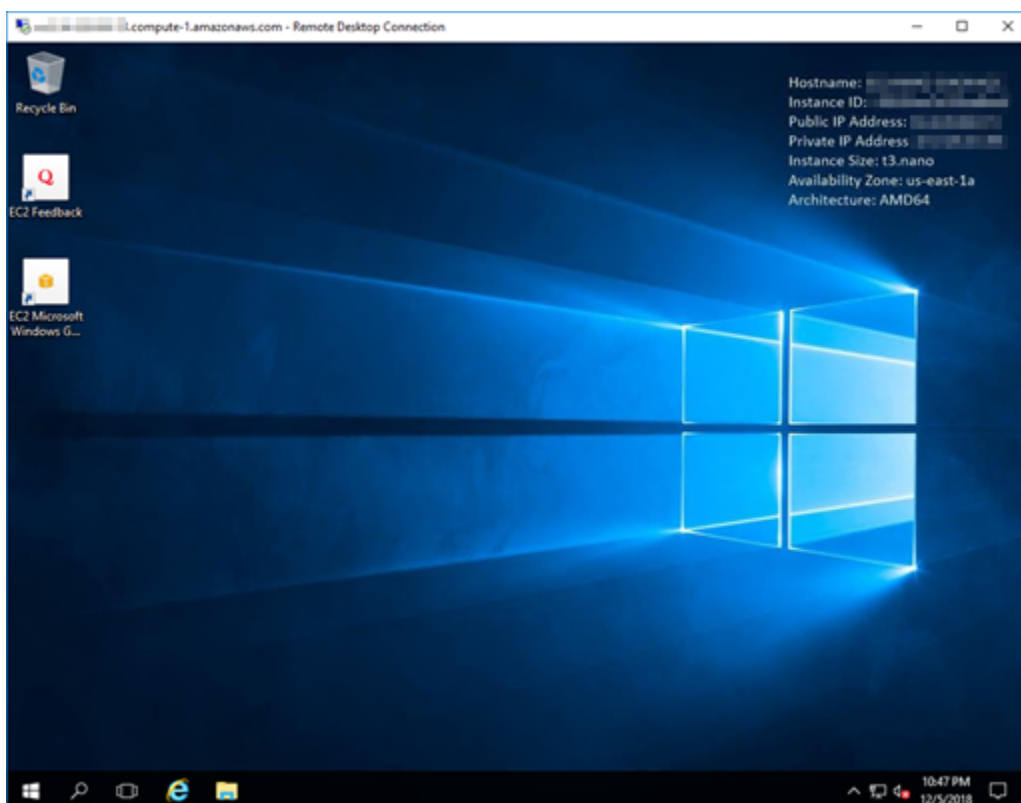 .compute-1.amazonaws.com - Remote Desktop Connection
Recycle Bin
Q
EC2 Feedback
EC2 Microsoft
Windows G...
Hostname:
Instance ID:
Public IP Address:
Private IP Address
Instance Size: t3.nano
Availability Zone: us-east-1a
Architecture: AMD64
10:47 PM
12/5/2018